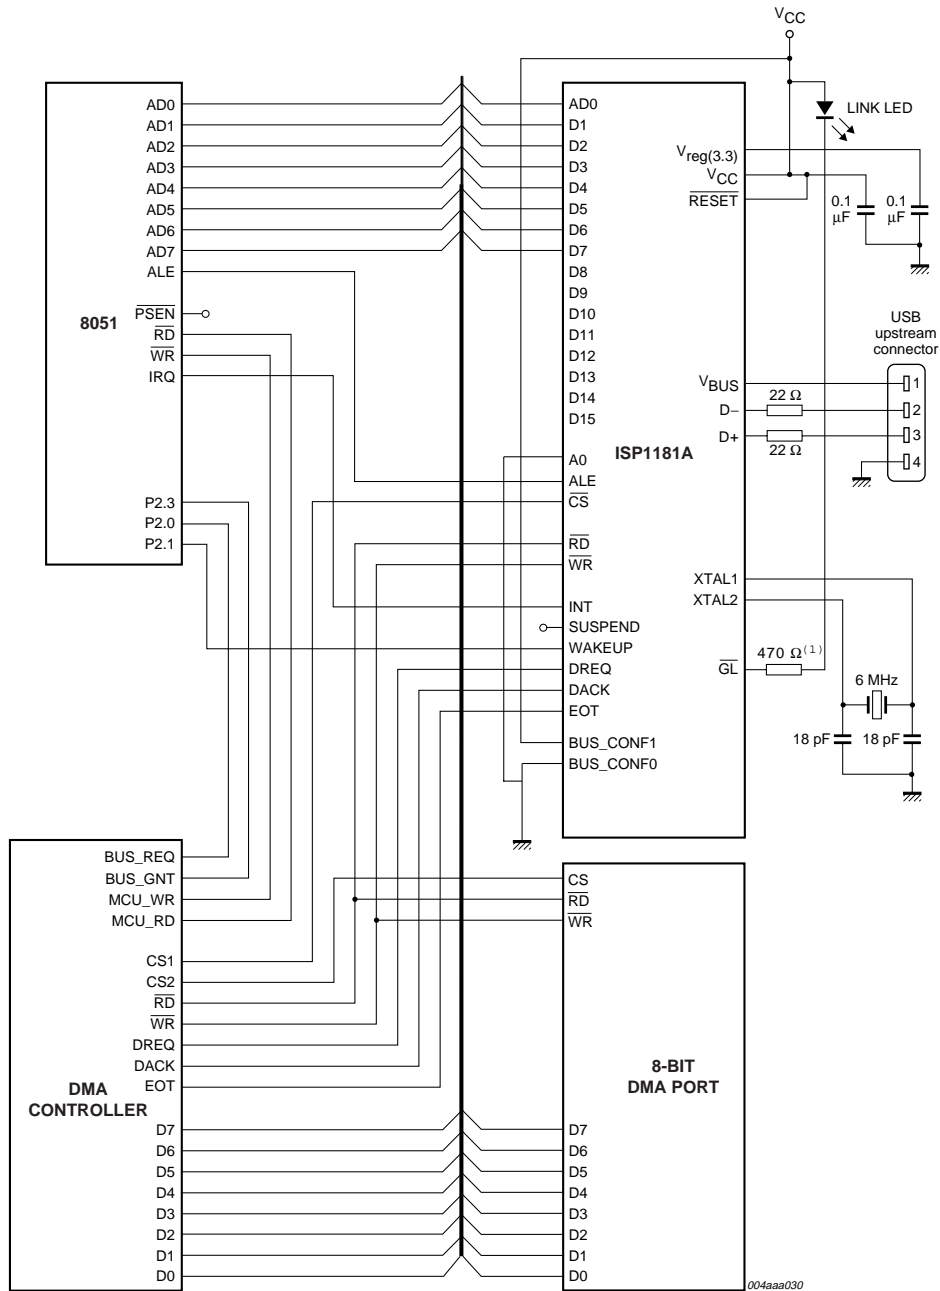 VCC
8051
AD0
AD1
AD2
AD3
AD4
AD5
AD6
AD7
ALE
PSEN
RD
WR
IRQ
P2.3
P2.0
P2.1
ISP1181A
AD0
D1
D2
D3
D4
D5
D6
D7
D8
D9
D10
D11
D12
D13
D14
D15
A0
ALE
CS
RD
WR
INT
SUSPEND
WAKEUP
DREQ
DACK
EOT
BUS_CONF1
BUS_CONF0
Vreg(3.3)
VCC
RESET
VBUS
D−
D+
XTAL1
XTAL2
GL
LINK LED
0.1
μF
0.1
μF
USB
upstream
connector
1
2
3
4
22 Ω
22 Ω
470 Ω(1)
6 MHz
18 pF
18 pF
DMA
CONTROLLER
BUS_REQ
BUS_GNT
MCU_WR
MCU_RD
CS1
CS2
RD
WR
DREQ
DACK
EOT
D7
D6
D5
D4
D3
D2
D1
D0
8-BIT
DMA PORT
CS
RD
WR
D7
D6
D5
D4
D3
D2
D1
D0
004aaa030